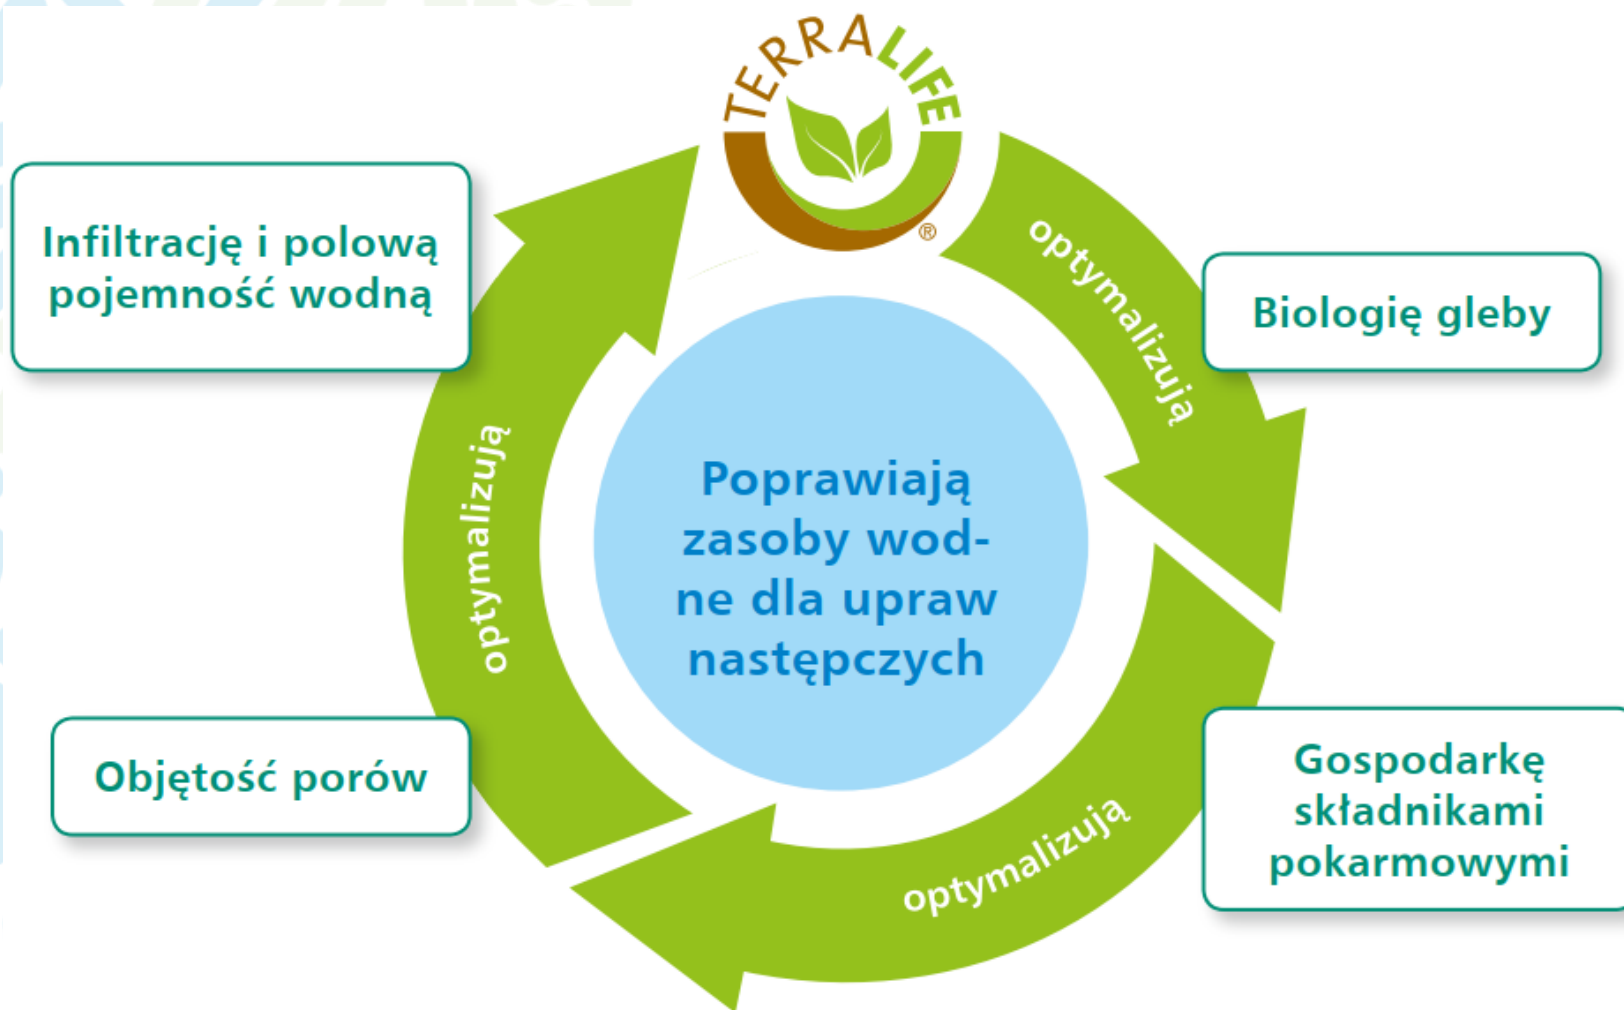 TERRALIFE
®
optymalizują
Biologię gleby
Gospodarkę
składnikami
pokarmowymi
optymalizują
Objętość porów
optymalizują
Infiltrację i polową
pojemność wodną
Poprawiają
zasoby wod-
ne dla upraw
następczych